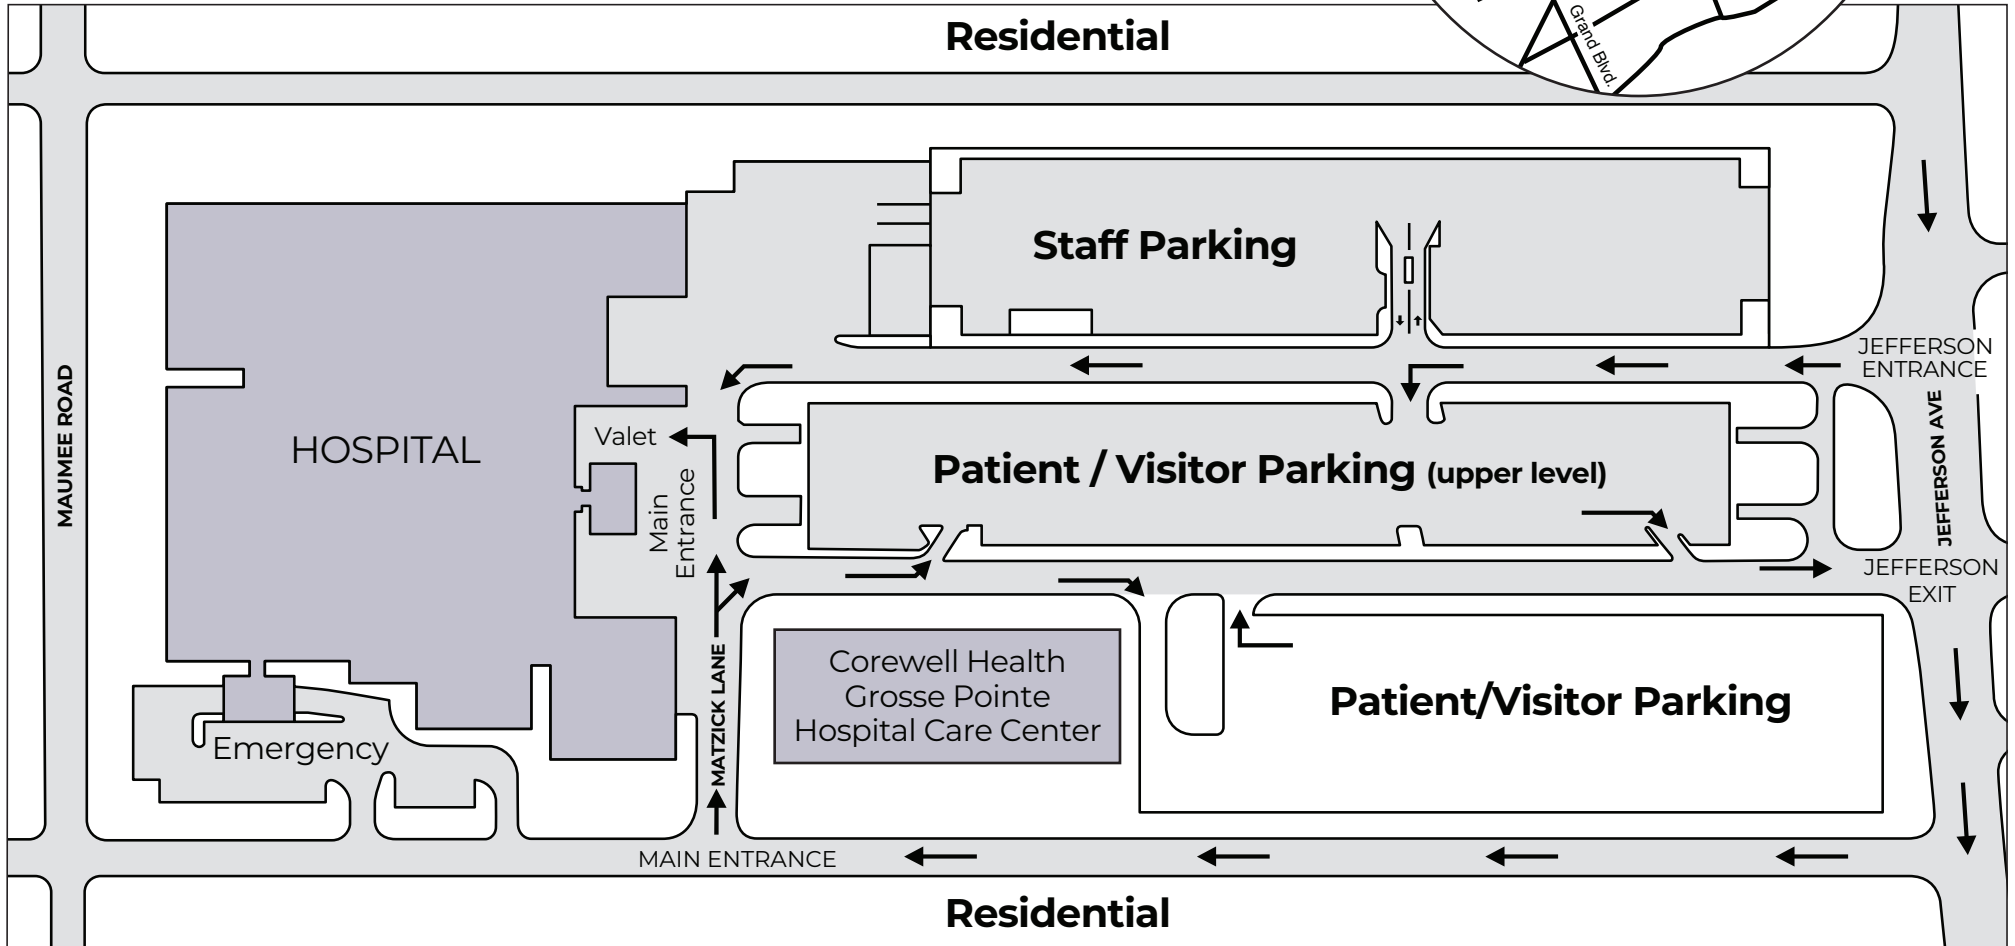 Residential
Grand Blvd.
Staff Parking
JEFFERSON
ENTRANCE
MAUMEE ROAD
JEFFERSON AVE
HOSPITAL
Valet
Main
Entrance
Patient / Visitor Parking (upper level)
JEFFERSON
EXIT
MATZICK LANE
Corewell Health
Grosse Pointe
Hospital Care Center
Patient/Visitor Parking
Emergency
MAIN ENTRANCE
Residential